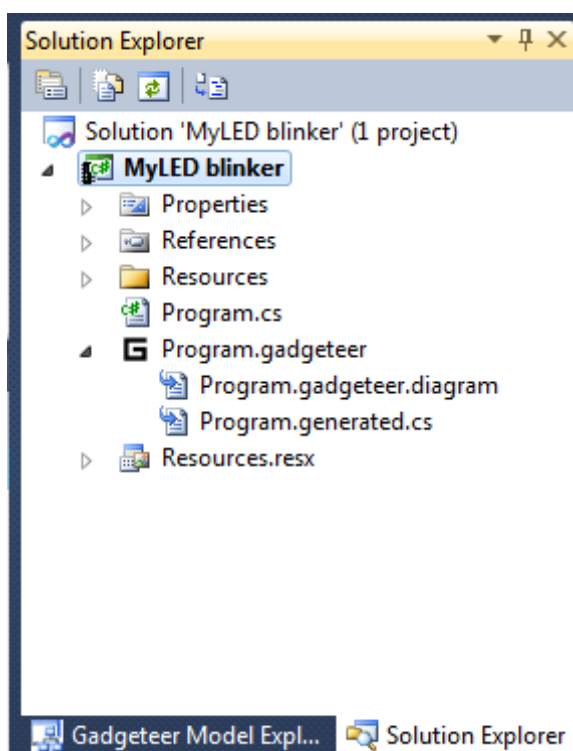 Solution Explorer
Solution 'MyLED blinker' (1 project)
MyLED blinker
Properties
References
Resources
Program.cs
Program.gadgeteer
Program.gadgeteer.diagram
Program.generated.cs
Resources.resx
Gadgeteer Model Expl... Solution Explorer